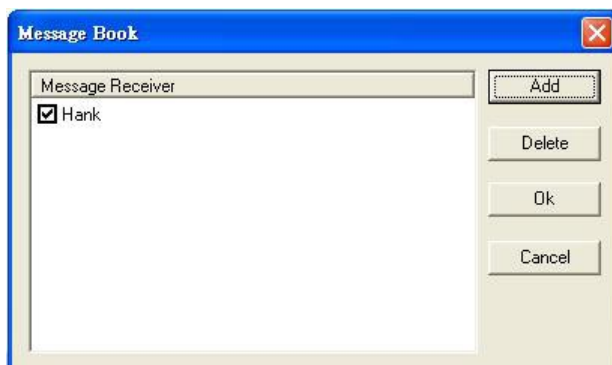 Message Book
Message Receiver
Hank
Add
Delete
Ok
Cancel